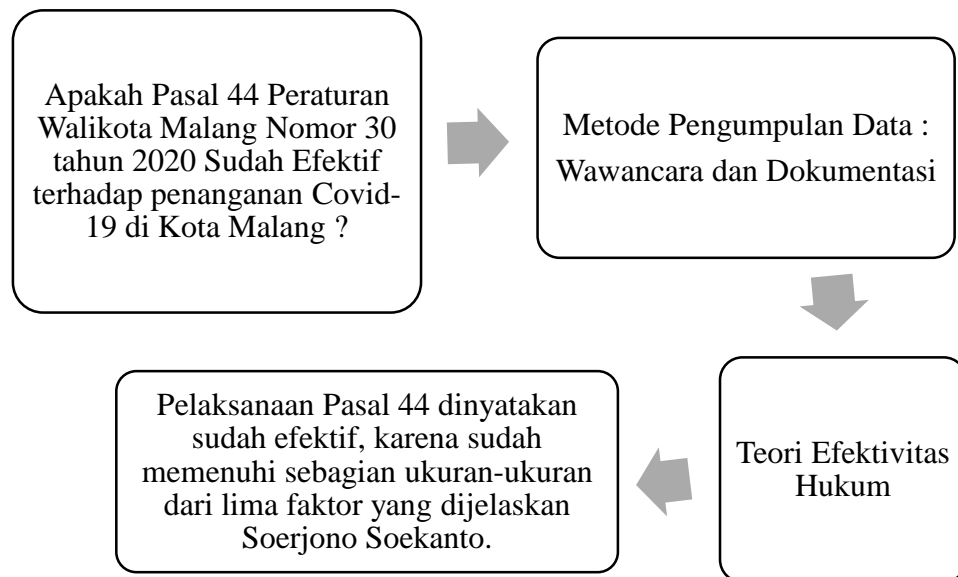 Apakah Pasal 44 Peraturan
Walikota Malang Nomor 30
tahun 2020 Sudah Efektif
terhadap penanganan Covid-
19 di Kota Malang ?
Metode Pengumpulan Data :
Wawancara dan Dokumentasi
Teori Efektivitas
Hukum
Pelaksanaan Pasal 44 dinyatakan
sudah efektif, karena sudah
memenuhi sebagian ukuran-ukuran
dari lima faktor yang dijelaskan
Soerjono Soekanto.